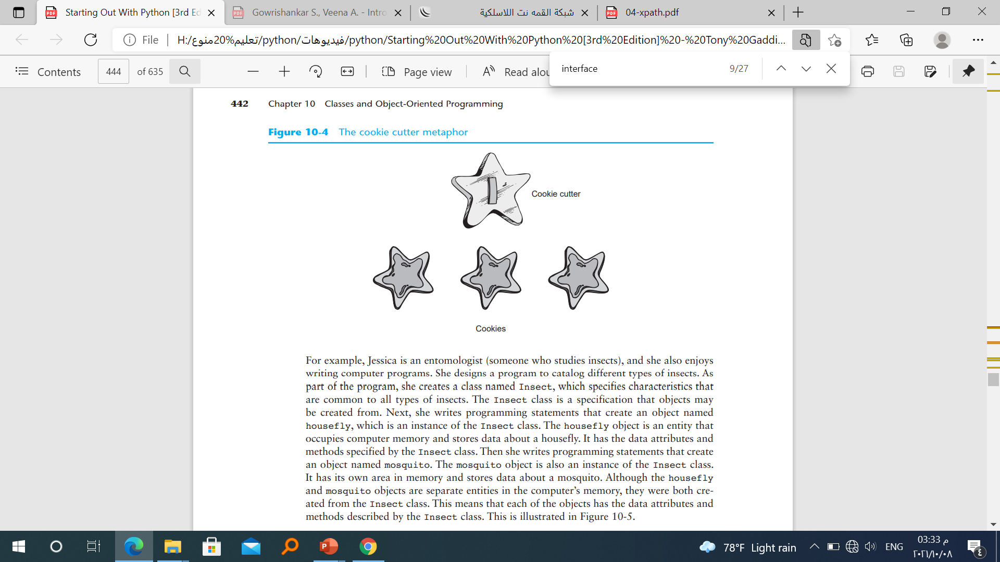 Starting Out With Python [3rd Ed
Gowrishankar S., Veena A. - Intro
شبكة القمه نت اللاسلكية
04-xpath.pdf
File
H:/تعليم%20منوع/python/فيديوهات/python/Starting%20Out%20With%20Python%20[3rd%20Edition]%20-%20Tony%20Gaddi...
Contents
444
of 635
Page view
Read alou
interface
9/27
442 Chapter 10 Classes and Object-Oriented Programming
Figure 10-4 The cookie cutter metaphor
Cookie cutter
Cookies
For example, Jessica is an entomologist (someone who studies insects), and she also enjoys
writing computer programs. She designs a program to catalog different types of insects. As
part of the program, she creates a class named Insect, which specifies characteristics that
are common to all types of insects. The Insect class is a specification that objects may
be created from. Next, she writes programming statements that create an object named
housefly, which is an instance of the Insect class. The housefly object is an entity that
occupies computer memory and stores data about a housefly. It has the data attributes and
methods specified by the Insect class. Then she writes programming statements that create
an object named mosquito. The mosquito object is also an instance of the Insect class.
It has its own area in memory and stores data about a mosquito. Although the housefly
and mosquito objects are separate entities in the computer's memory, they were both cre-
ated from the Insect class. This means that each of the objects has the data attributes and
methods described by the Insect class. This is illustrated in Figure 10-5.
78°F Light rain
ENG
03:33 م
٢٠٢١/١٠/٠٨
٤